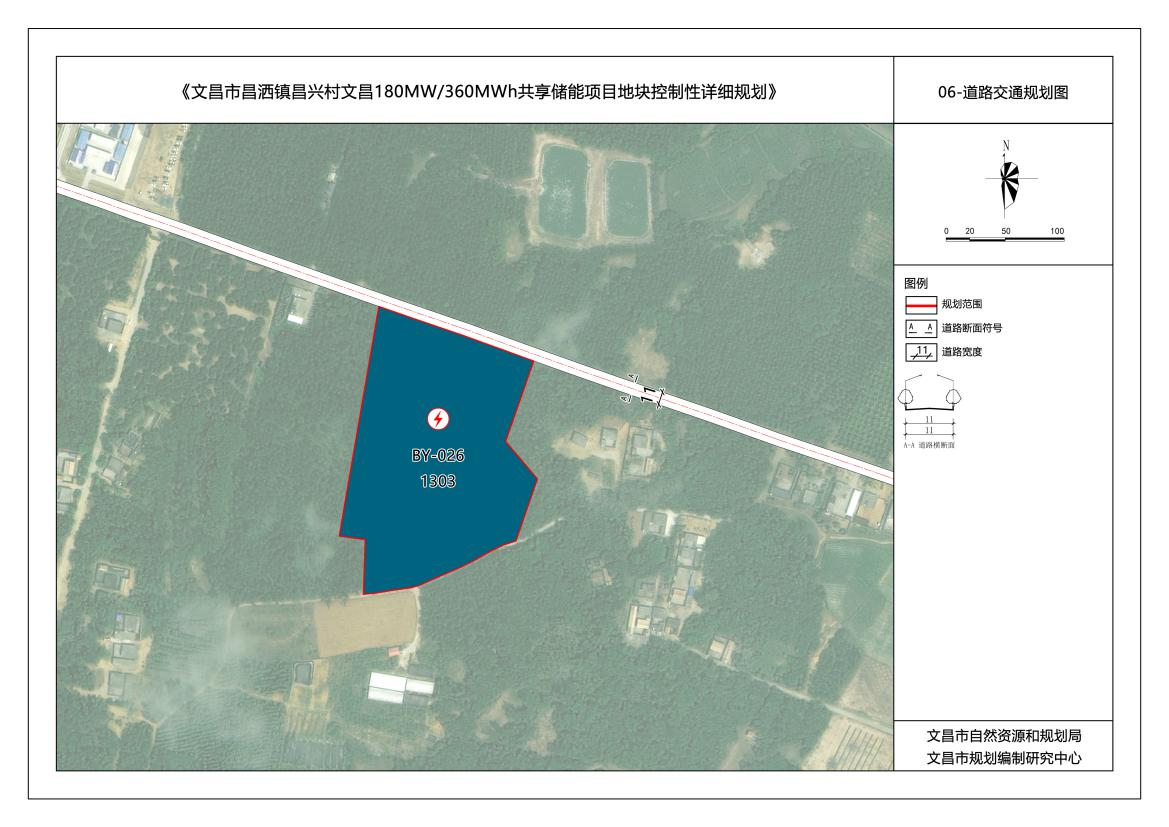 《文昌市昌洒镇昌兴村文昌180MW/360MWh共享储能项目地块控制性详细规划》
06-道路交通规划图
N
0 20 50 100
图例
规划范围
A A 道路断面符号
11 道路宽度
11
11
A-A 道路横断面
A
A
11
BY-026
1303
文昌市自然资源和规划局
文昌市规划编制研究中心